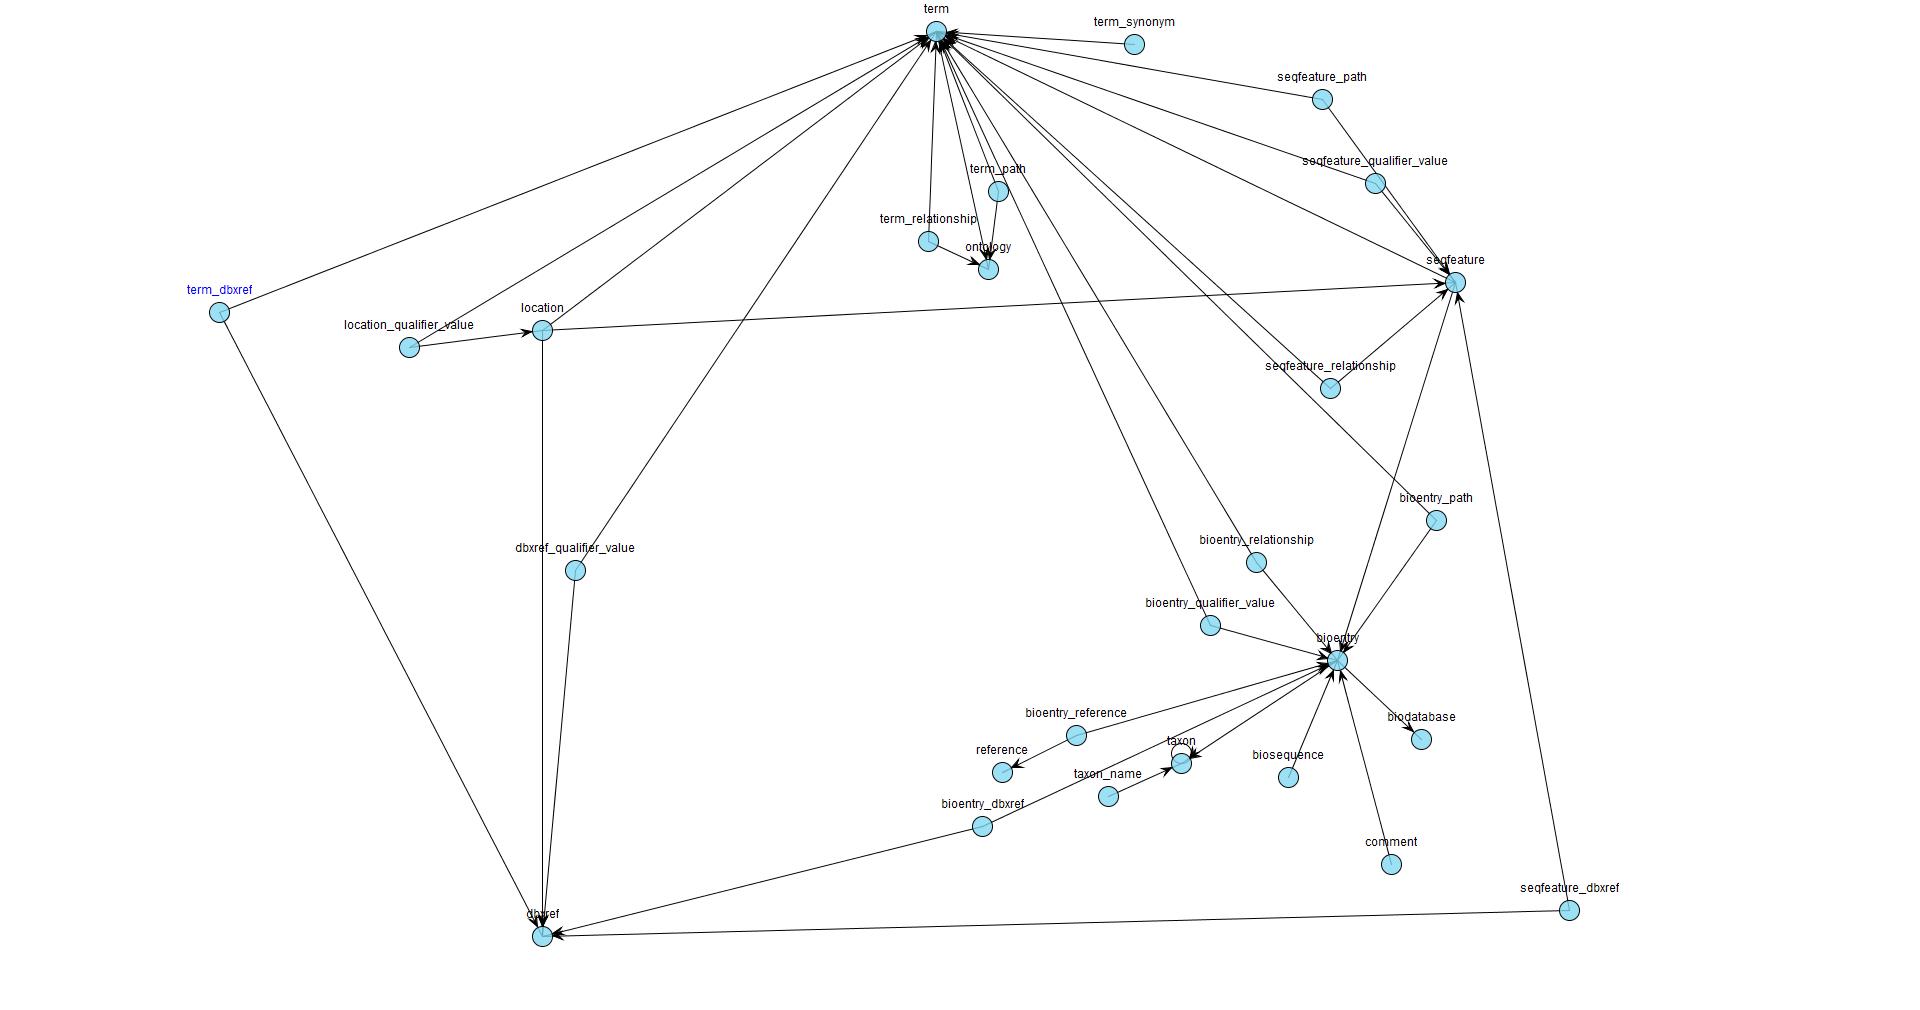 term
term_synonym
seqfeature_path
seqfeature_qualifier_value
term_path
term_relationship
ontology
seqfeature
term_dbxref
location
location_qualifier_value
seqfeature_relationship
bioentry_path
bioentry_relationship
dbxref_qualifier_value
bioentry_qualifier_value
bioentry
bioentry_reference
biodatabase
taxon
reference
biosequence
taxon_name
bioentry_dbxref
comment
seqfeature_dbxref
dbxref